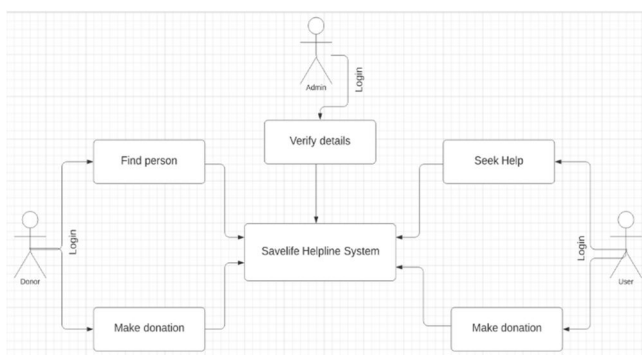 Admin
Login
Verify details
Find person
Seek Help
Login
Donor
Savelife Helpline System
Login
User
Make donation
Make donation